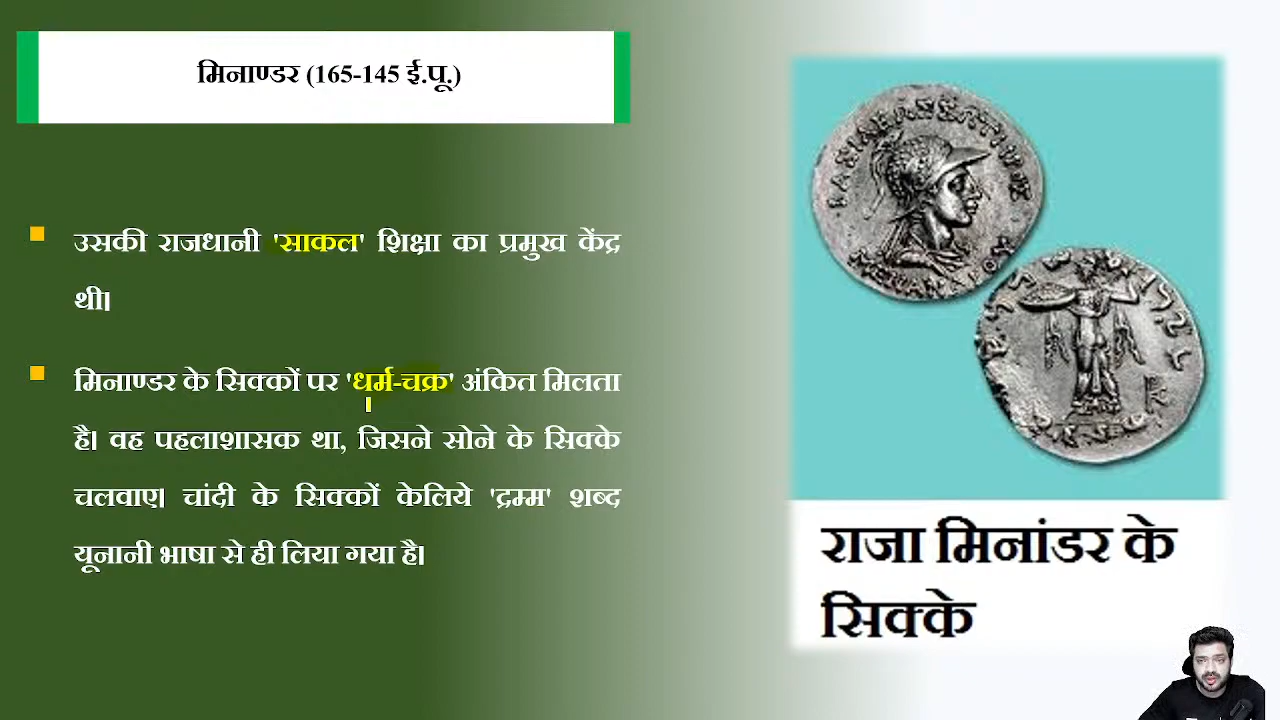 मिनाण्डर (165-145 ई.पू.)
उसकी राजधानी 'साकल' शिक्षा का प्रमुख केंद्र
थी।
मिनाण्डर के सिक्कों पर 'धर्म-चक्र' अंकित मिलता
है। वह पहलाशासक था, जिसने सोने के सिक्के
चलवाए। चांदी के सिक्कों केलिये 'द्रम्म' शब्द
यूनानी भाषा से ही लिया गया है।
राजा मिनांडर के
सिक्के